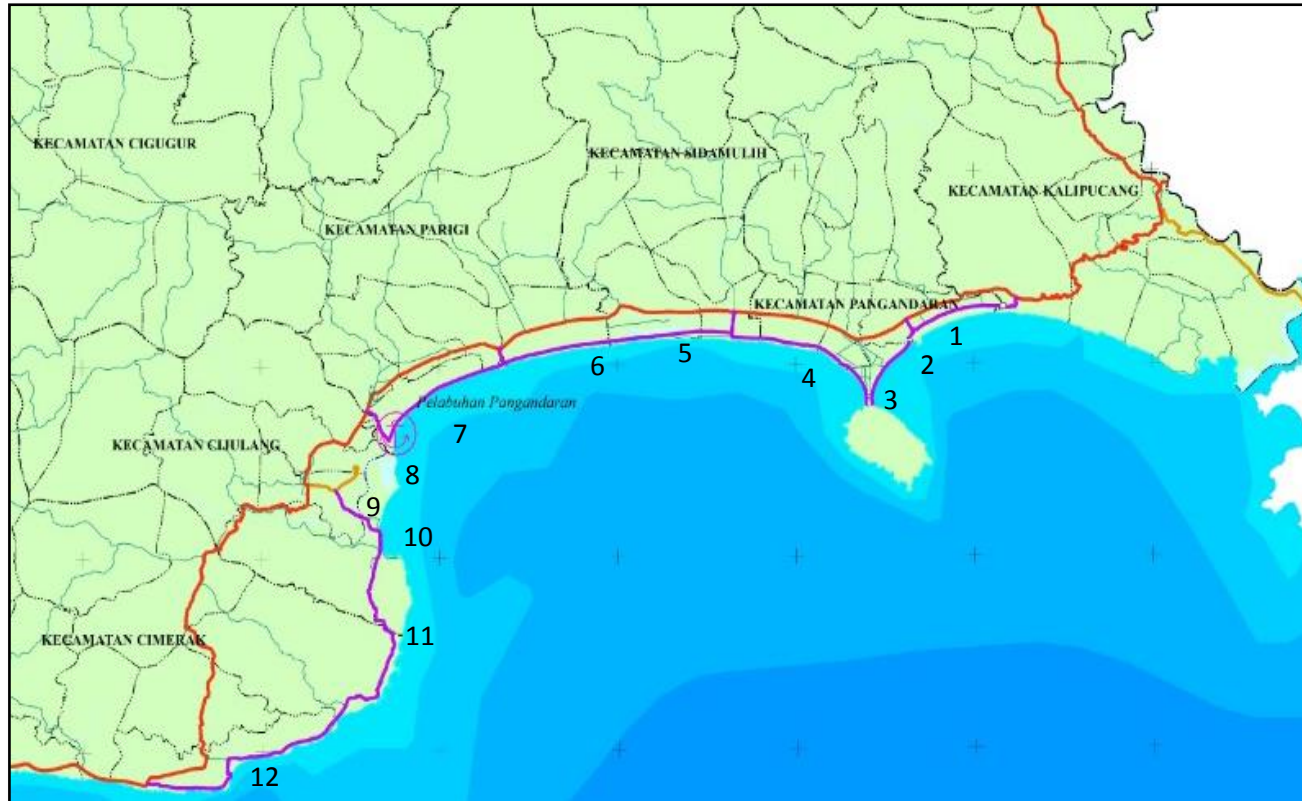 KECAMATAN CIGUGUR
KECAMATAN SIDAMULIH
KECAMATAN KALIPUCANG
KECAMATAN PARIGI
KECAMATAN PANGANDARAN
1
2
5
6
4
3
Pelabuhan Pangandaran
7
KECAMATAN CIJULANG
8
9
10
11
KECAMATAN CIMERAK
12